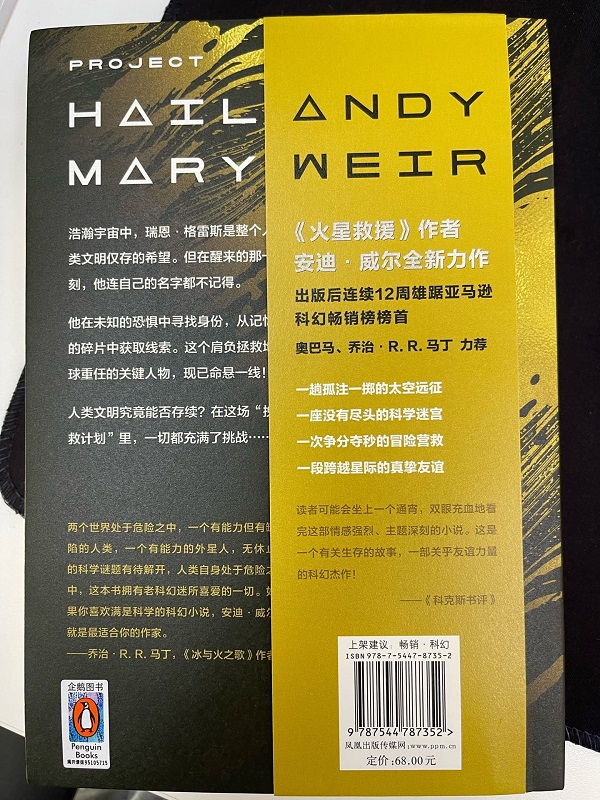 PROJECT
HAIL
MARY
浩瀚宇宙中，瑞恩·格雷斯是整个人
类文明仅存的希望。但在醒来的那一
刻，他连自己的名字都不记得。
他在未知的恐惧中寻找身份，从记忆
的碎片中获取线索。这个肩负拯救地
球重任的关键人物，现已命悬一线！
人类文明究竟能否存续？在这场“挽
救计划”里，一切都充满了挑战……
两个世界处于危险之中，一个有能力但有缺
陷的人类，一个有能力的外星人，无休止
的科学谜题有待解开，人类自身处于危险之
中，这本书拥有老科幻迷所喜爱的一切。如
果你喜欢满是科学的科幻小说，安迪·威尔
就是最适合你的作家。
——乔治·R. R. 马丁，《冰与火之歌》作者
企鹅图书
Penguin
Books
揭开课徒95105715
ANDY
WEIR
《火星救援》作者
安迪·威尔全新力作
出版后连续12周雄踞亚马逊
科幻畅销榜榜首
奥巴马、乔治·R. R. 马丁 力荐
一趟孤注一掷的太空远征
一座没有尽头的科学迷宫
一次争分夺秒的冒险营救
一段跨越星际的真挚友谊
读者可能会坐上一个通宵，双眼充血地看
完这部情感强烈、主题深刻的小说。这是
一个有关生存的故事，一部关乎友谊力量
的科幻杰作！
——《科克斯书评》
上架建议：畅销·科幻
ISBN 978-7-5447-8735-2
9 787544 787352 >
凤凰出版传媒网：www.ppm.cn
定价：68.00元